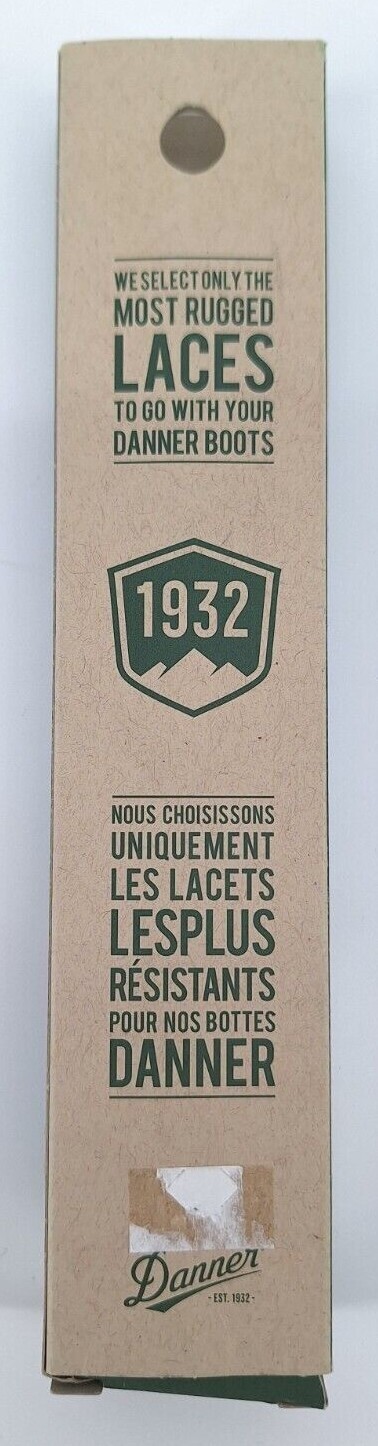 WE SELECT ONLY THE
MOST RUGGED
LACES
TO GO WITH YOUR
DANNER BOOTS
1932
NOUS CHOISISSONS
UNIQUEMENT
LES LACETS
LESPLUS
RÉSISTANTS
POUR NOS BOTTES
DANNER
Danner
- EST. 1932 -